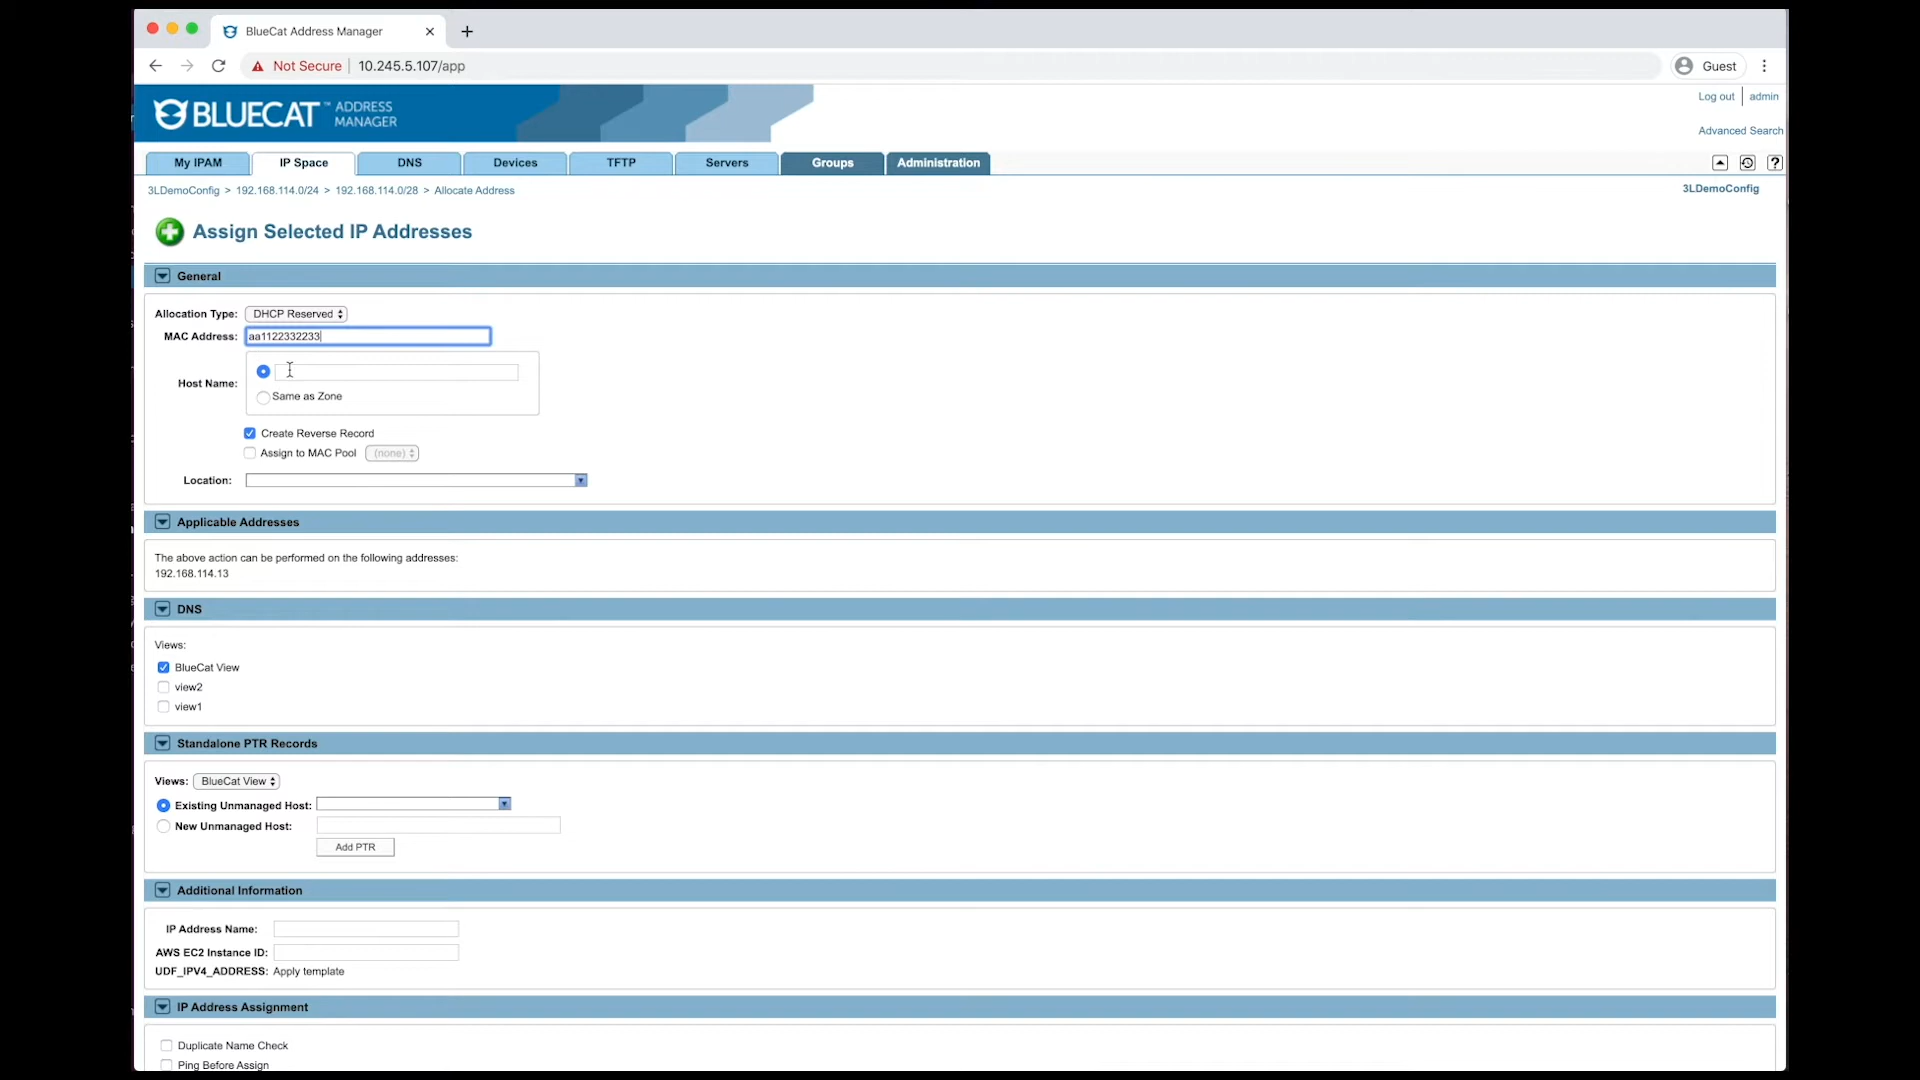 BlueCat Address Manager
Not Secure | 10.245.5.107/app
Guest
BLUECAT™ ADDRESS MANAGER
Log out | admin
Advanced Search
My IPAM IP Space DNS Devices TFTP Servers Groups Administration
3LDemoConfig > 192.168.114.0/24 > 192.168.114.0/28 > Allocate Address
3LDemoConfig
Assign Selected IP Addresses
General
Allocation Type: DHCP Reserved
MAC Address: aa1122332233
Host Name:
Same as Zone
Create Reverse Record
Assign to MAC Pool (none)
Location:
Applicable Addresses
The above action can be performed on the following addresses:
192.168.114.13
DNS
Views:
BlueCat View
view2
view1
Standalone PTR Records
Views: BlueCat View
Existing Unmanaged Host:
New Unmanaged Host:
Add PTR
Additional Information
IP Address Name:
AWS EC2 Instance ID:
UDF_IPV4_ADDRESS: Apply template
IP Address Assignment
Duplicate Name Check
Ping Before Assign